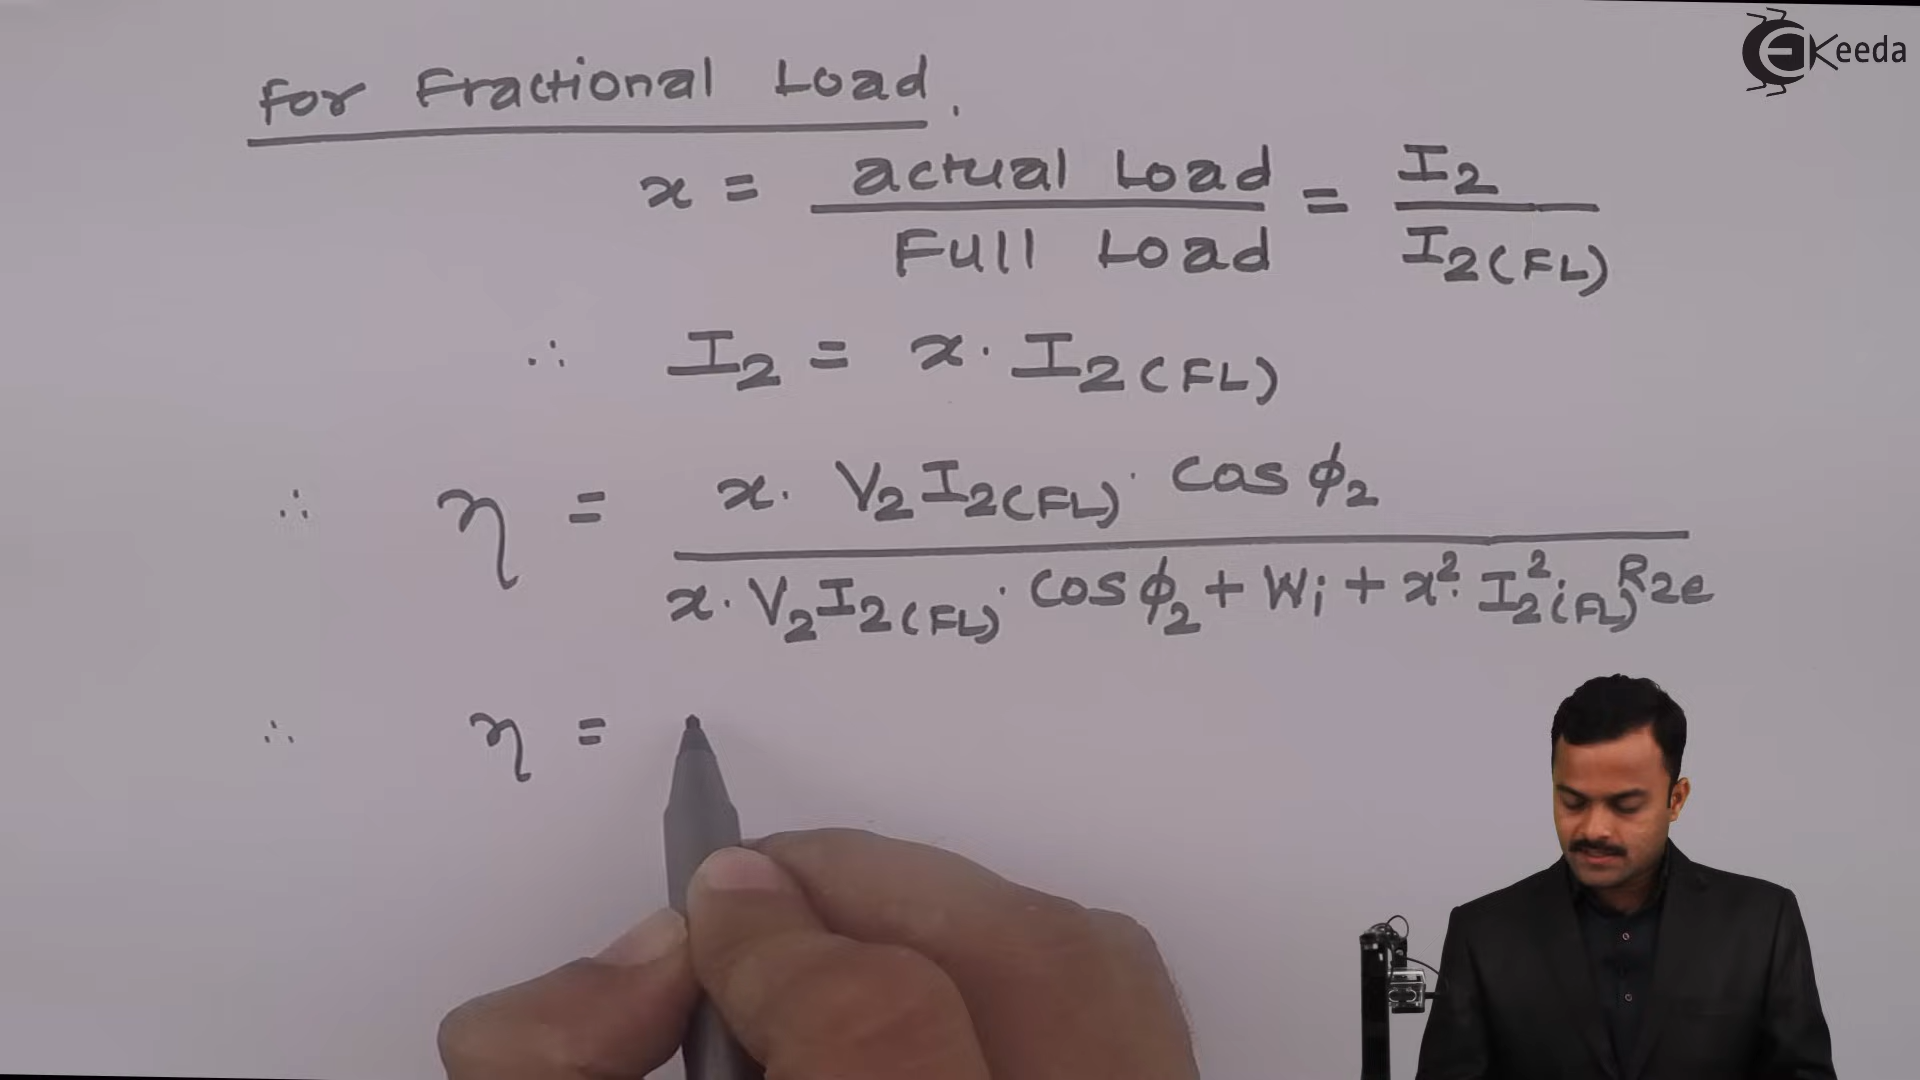 Keeda
For Fractional Load.
x = actual Load / Full Load = I2 / I2(FL)
∴ I2 = x · I2(FL)
∴ η = x · V2 I2(FL) · cos ϕ2 / x · V2 I2(FL) · cos ϕ2 + Wi + x² · I2²(FL) R2e
∴ η =